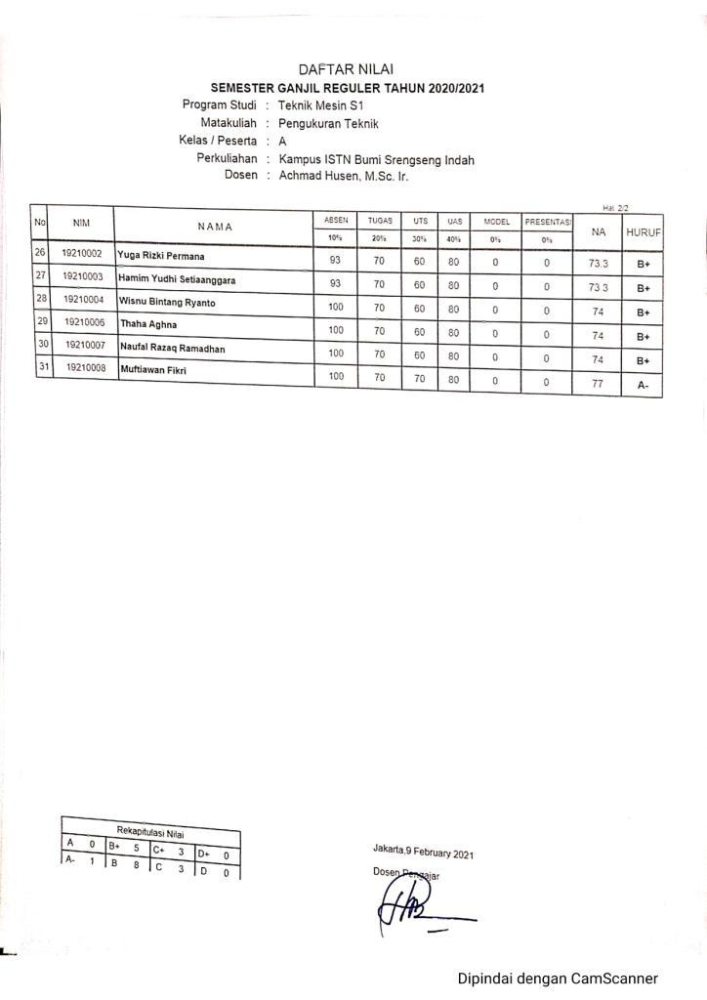 DAFTAR NILAI
SEMESTER GANJIL REGULER TAHUN 2020/2021
Program Studi : Teknik Mesin S1
Matakuliah : Pengukuran Teknik
Kelas / Peserta : A
Perkuliahan : Kampus ISTN Bumi Srengseng Indah
Dosen : Achmad Husen, M.Sc. Ir.
Hal. 2/2
No NIM N A M A ABSEN TUGAS UTS UAS MODEL PRESENTASI NA HURUF
10% 20% 30% 40% 0% 0%
26 19210002 Yuga Rizki Permana 93 70 60 80 0 0 73.3 B+
27 19210003 Hamim Yudhi Setiaanggara 93 70 60 80 0 0 73.3 B+
28 19210004 Wisnu Bintang Ryanto 100 70 60 80 0 0 74 B+
29 19210006 Thaha Aghna 100 70 60 80 0 0 74 B+
30 19210007 Naufal Razaq Ramadhan 100 70 60 80 0 0 74 B+
31 19210008 Muftiawan Fikri 100 70 70 80 0 0 77 A-
Rekapitulasi Nilai
A 0 B+ 5 C+ 3 D+ 0
A- 1 B 8 C 3 D 0
Jakarta,9 February 2021
Dosen Pengajar
Dipindai dengan CamScanner